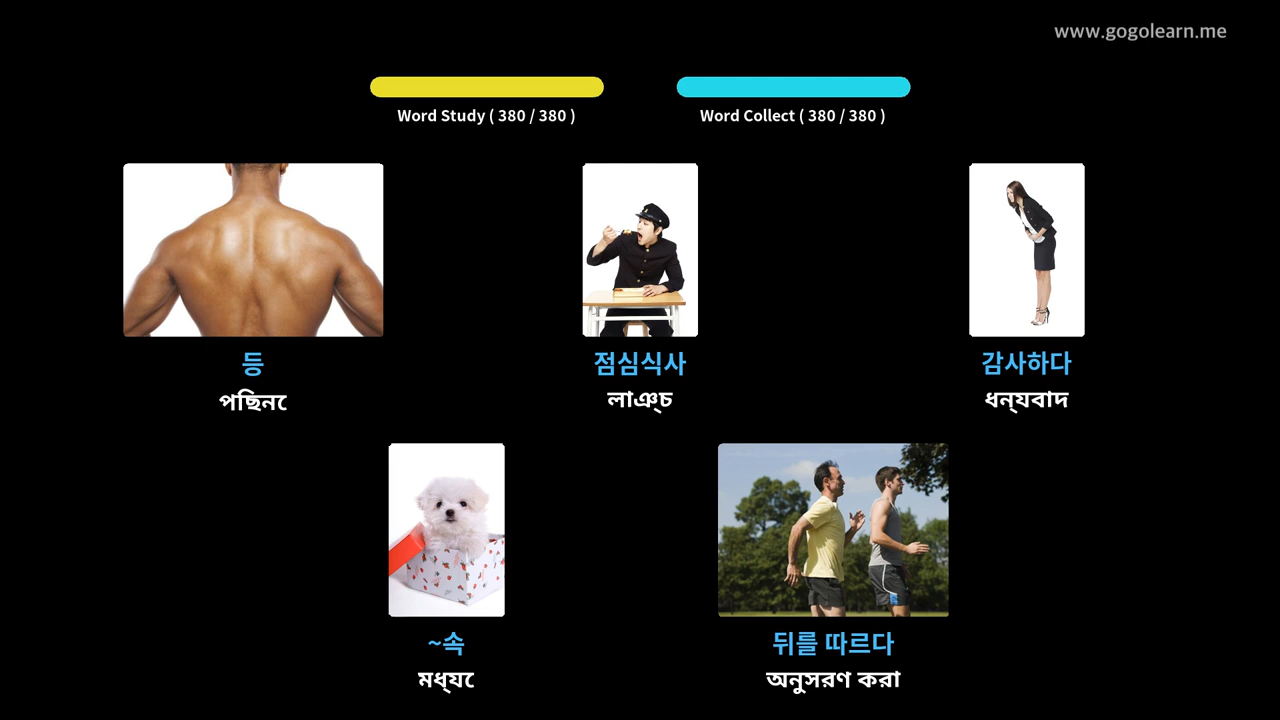 www.gogolearn.me
Word Study ( 380 / 380 )
Word Collect ( 380 / 380 )
등
পছিনে
점심식사
লাঞ্চ
감사하다
ধন্যবাদ
~속
মধ্যে
뒤를 따르다
অনুসরণ করা